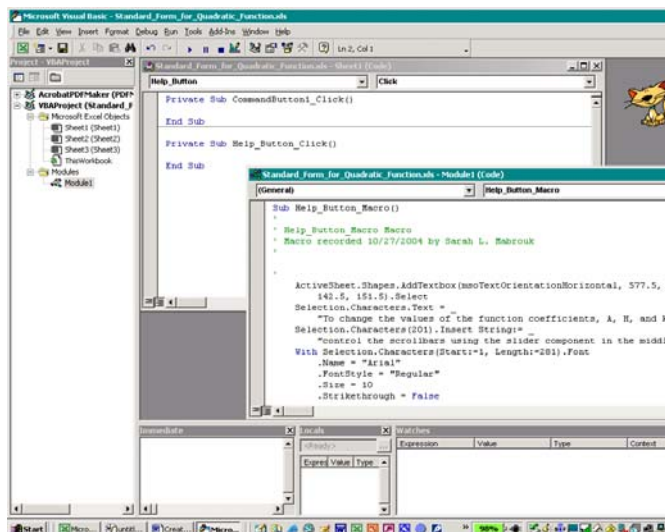 Microsoft Visual Basic - Standard_Form_for_Quadratic_Function.xls
File Edit View Insert Format Debug Run Tools Add-Ins Window Help
Ln 2, Col 1
Project - VBAProject
AcrobatPDFMaker (PDFM
VBAProject (Standard_F
Microsoft Excel Objects
Sheet1 (Sheet1)
Sheet2 (Sheet2)
Sheet3 (Sheet3)
ThisWorkbook
Modules
Module1
Standard_Form_for_Quadratic_Function.xls - Sheet1 (Code)
Help_Button
Click
Private Sub CommandButton1_Click()
End Sub
Private Sub Help_Button_Click()
End Sub
Standard_Form_for_Quadratic_Function.xls - Module1 (Code)
(General)
Help_Button_Macro
Sub Help_Button_Macro()
'
' Help_Button_Macro Macro
' Macro recorded 10/27/2004 by Sarah L. Mabrouk
'
'
ActiveSheet.Shapes.AddTextbox(msoTextOrientationHorizontal, 577.5,
142.5, 151.5).Select
Selection.Characters.Text = _
"To change the values of the function coefficients, A, H, and K
Selection.Characters(201).Insert String:= _
"control the scrollbars using the slider component in the middl
With Selection.Characters(Start:=1, Length:=281).Font
.Name = "Arial"
.FontStyle = "Regular"
.Size = 10
.Strikethrough = False
Immediate
Locals
<Ready>
Expres Value Type
Watches
Expression Value Type Context
Start
Micro...
untitl...
Creat...
Micro...
98%